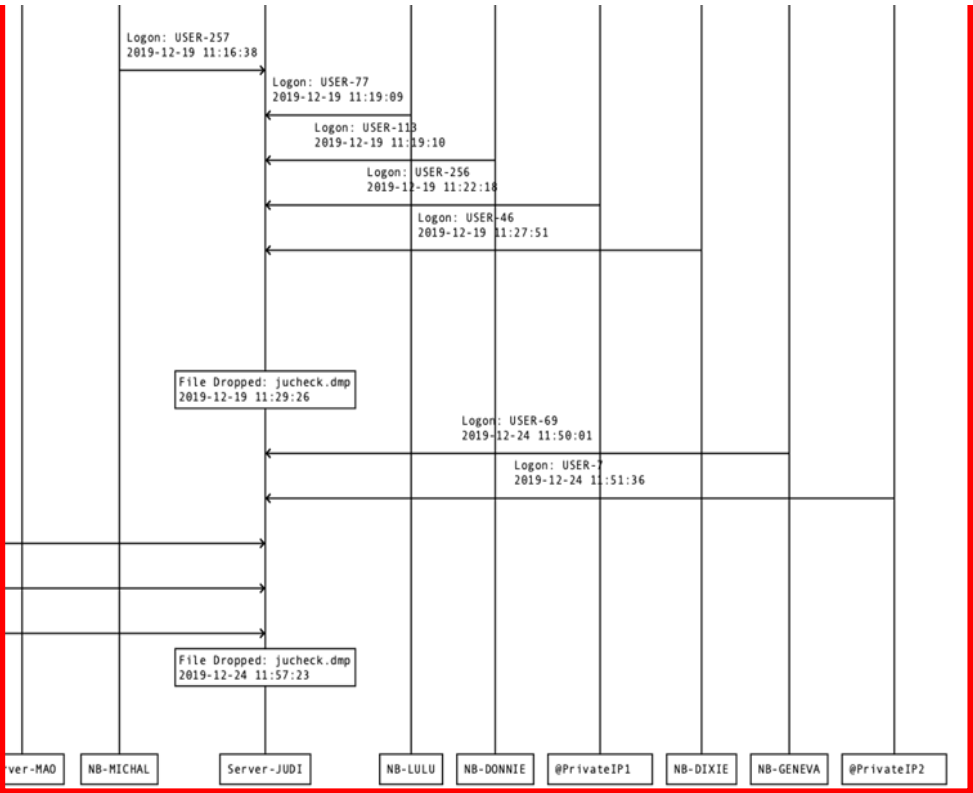 Logon: USER-257
2019-12-19 11:16:38
Logon: USER-77
2019-12-19 11:19:09
Logon: USER-113
2019-12-19 11:19:10
Logon: USER-256
2019-12-19 11:22:18
Logon: USER-46
2019-12-19 11:27:51
File Dropped: jucheck.dmp
2019-12-19 11:29:26
Logon: USER-69
2019-12-24 11:50:01
Logon: USER-7
2019-12-24 11:51:36
File Dropped: jucheck.dmp
2019-12-24 11:57:23
ver-MAO NB-MICHAL Server-JUDI NB-LULU NB-DONNIE @PrivateIP1 NB-DIXIE NB-GENEVA @PrivateIP2